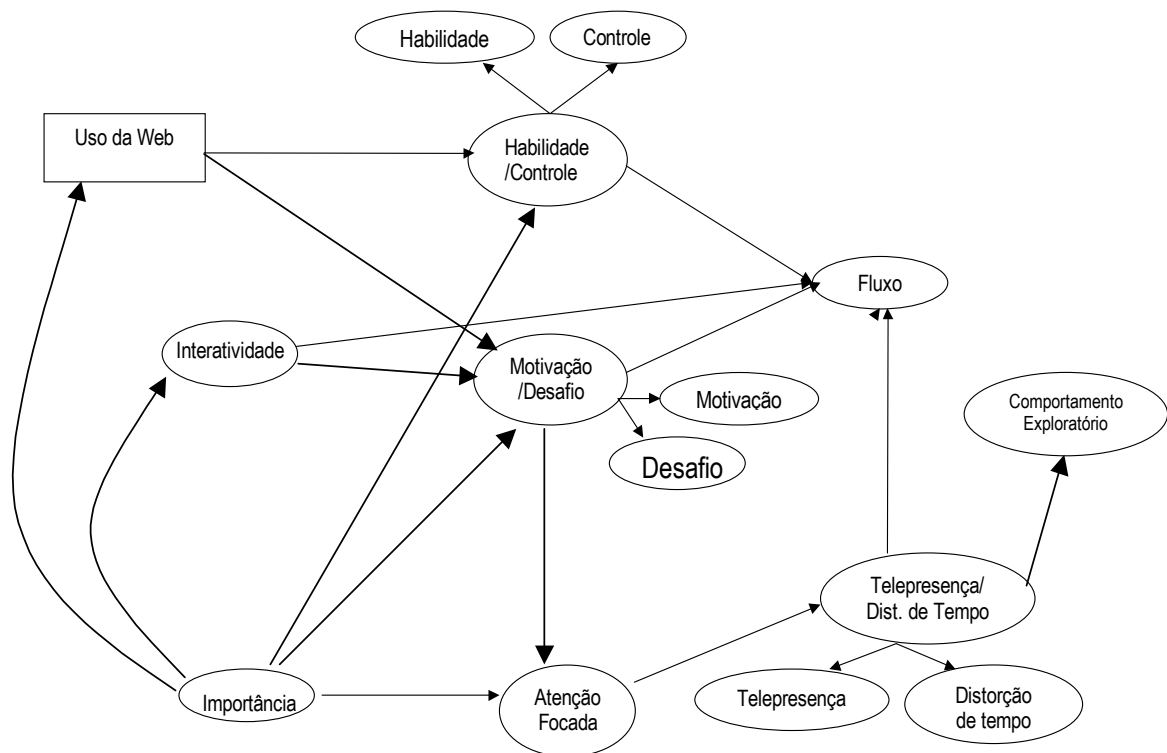 Habilidade
Controle
Uso da Web
Habilidade
/Controle
Fluxo
Interatividade
Motivação
/Desafio
Motivação
Comportamento
Exploratório
Desafio
Telepresença/
Dist. de Tempo
Importância
Atenção
Focada
Telepresença
Distorção
de tempo